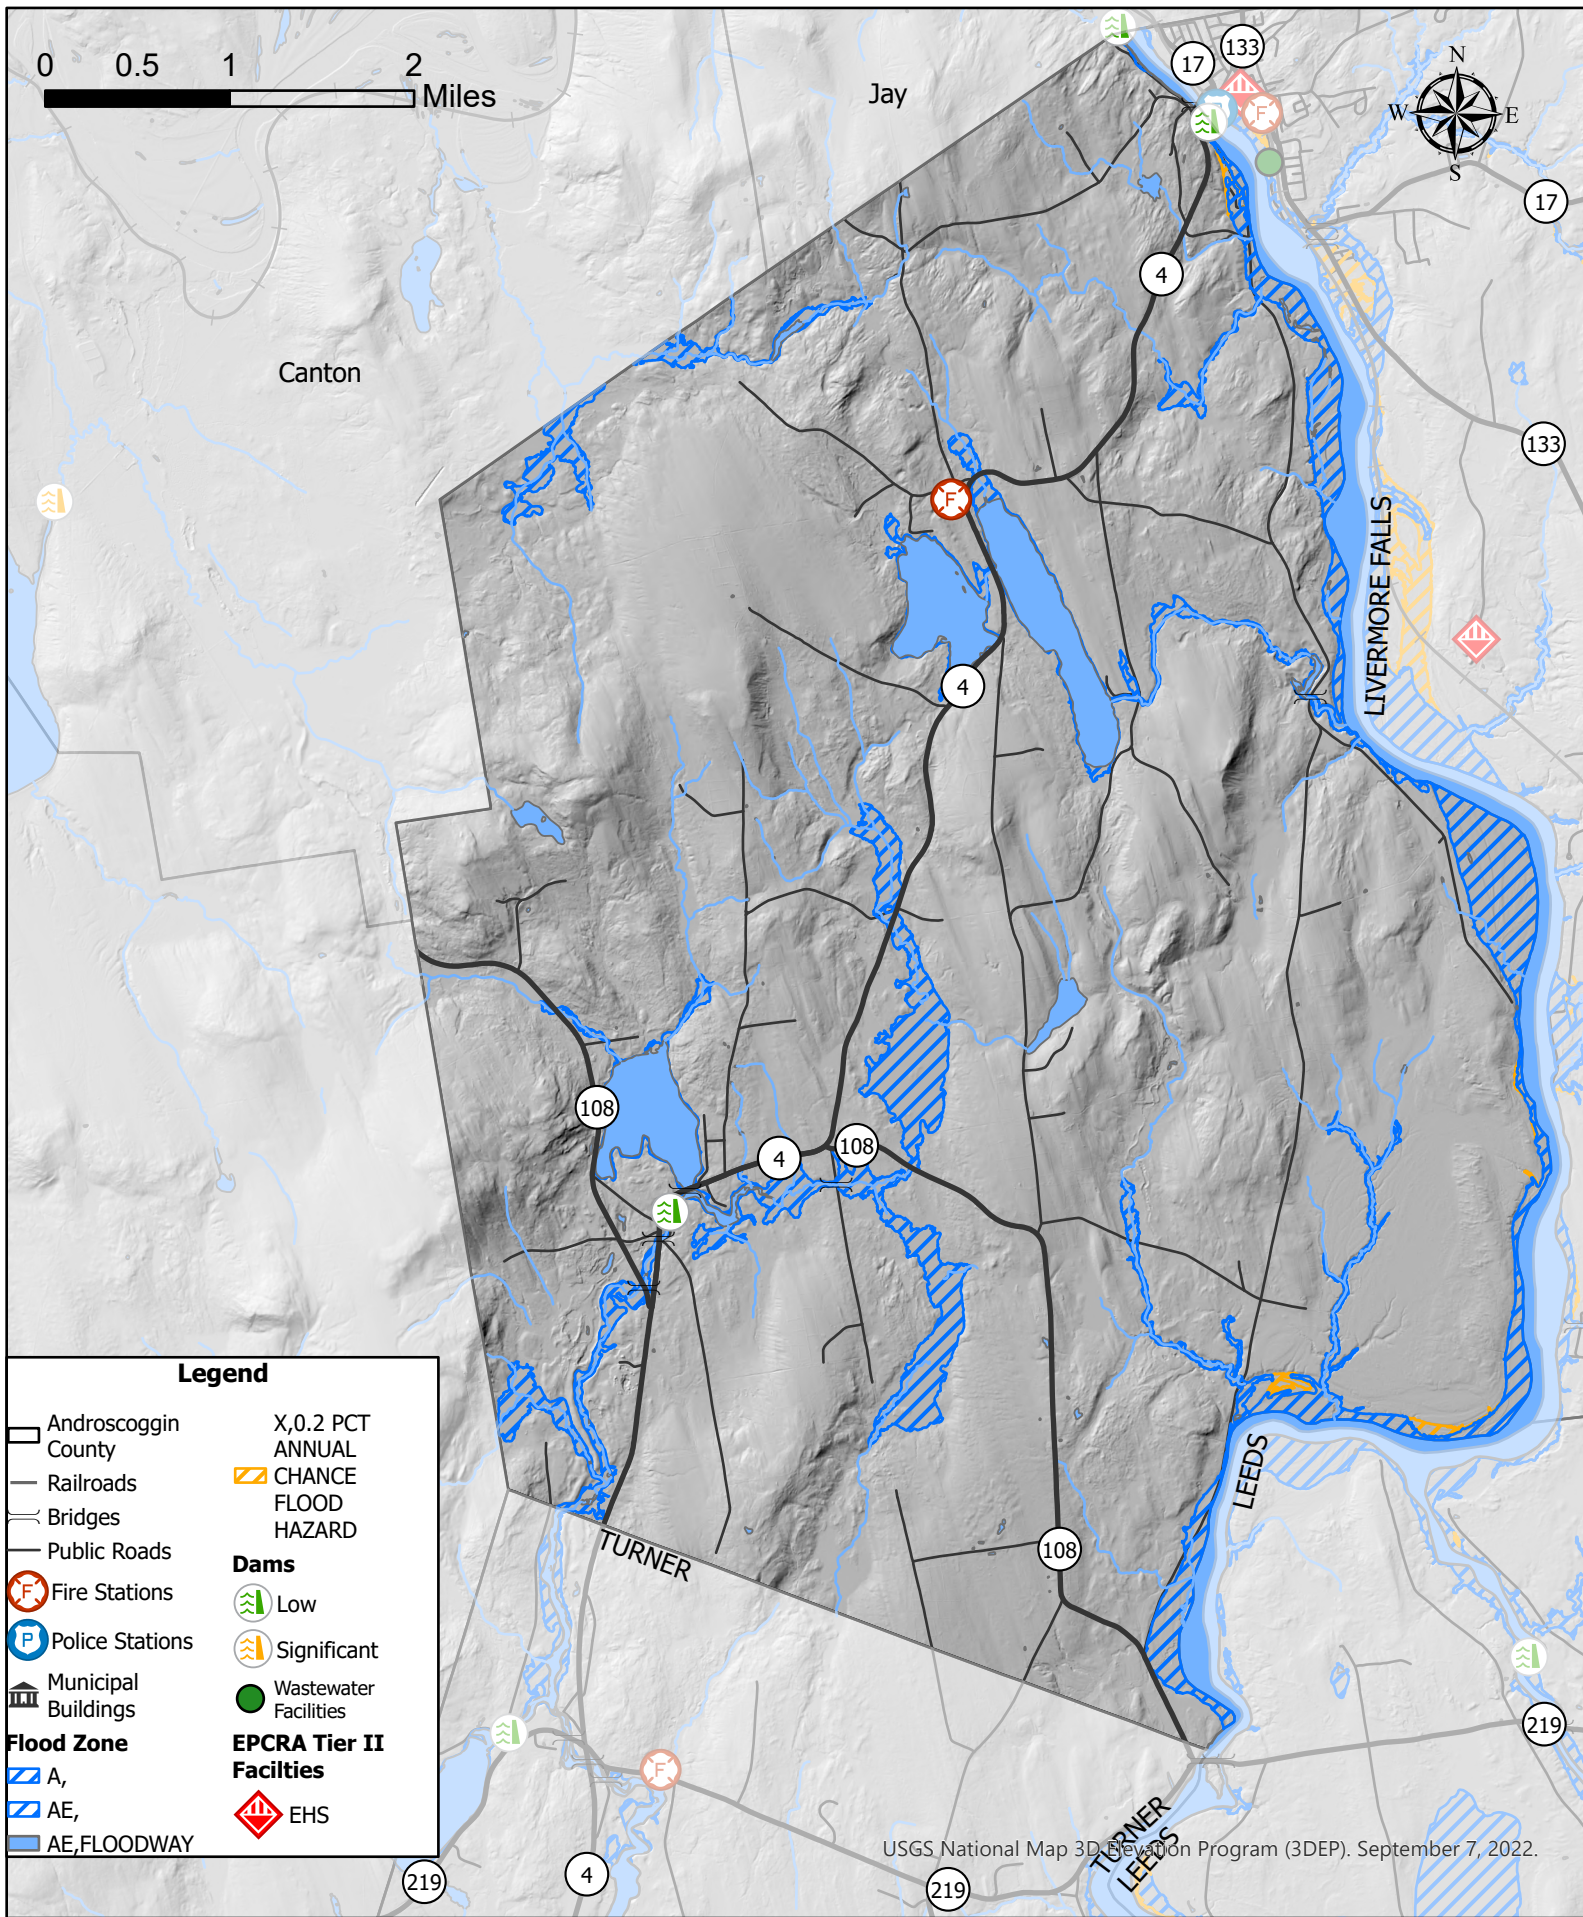 0 0.5 1 2
Miles
Jay
17
133
N
W E
S
17
4
Canton
133
F
LIVERMORE FALLS
4
108
4
108
LEEDS
108
TURNER
219
TURNER
LEEDS
219
4
219
F
F
P
Legend
Androscoggin
County
Railroads
Bridges
Public Roads
F Fire Stations
P Police Stations
Municipal
Buildings
Flood Zone
A,
AE,
AE,FLOODWAY
X,0.2 PCT
ANNUAL
CHANCE
FLOOD
HAZARD
Dams
Low
Significant
Wastewater
Facilities
EPCRA Tier II
Facilties
EHS
USGS National Map 3D Elevation Program (3DEP). September 7, 2022.